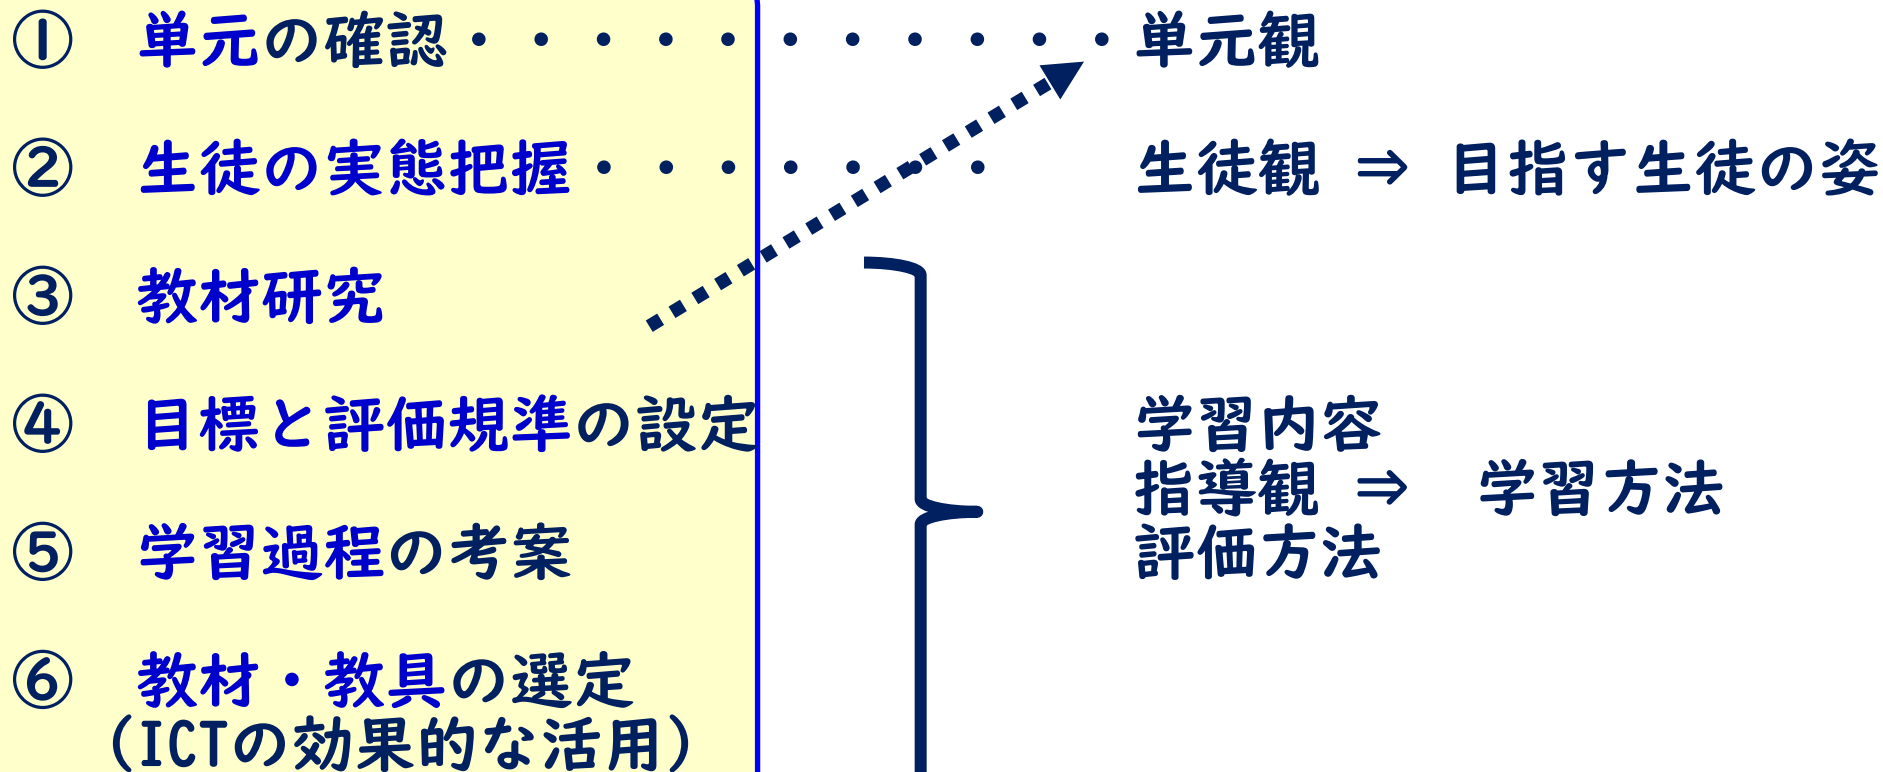 ① 単元の確認・・・・・・・・・・・単元観
② 生徒の実態把握・・・・・・・ 生徒観 ⇒ 目指す生徒の姿
③ 教材研究
④ 目標と評価規準の設定 学習内容
指導観 ⇒ 学習方法
⑤ 学習過程の考案 評価方法
⑥ 教材・教具の選定
（ICTの効果的な活用）